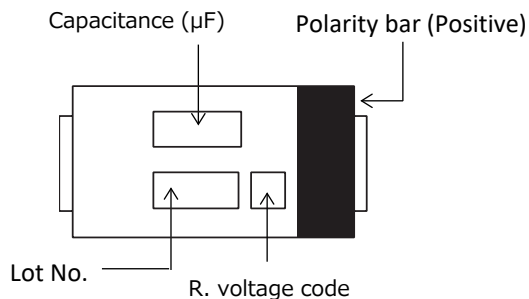 Capacitance (µF)
Polarity bar (Positive)
Lot No.
R. voltage code